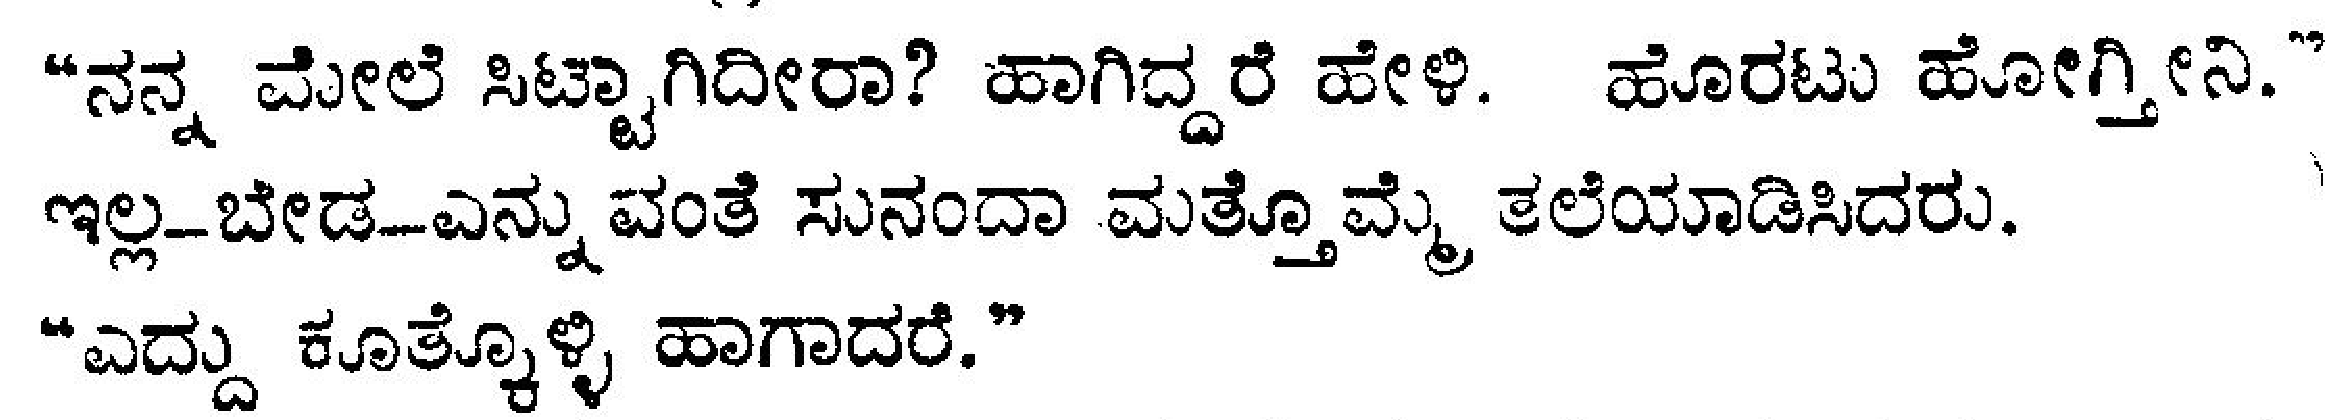 “ನನ್ನ ಮೇಲೆ ಸಿಟ್ಟಾಗಿದೀರಾ? ಹಾಗಿದ್ದರೆ ಹೇಳಿ. ಹೊರಟು ಹೋಗ್ತೀನಿ.”
ಇಲ್ಲ–ಬೇಡ–ಎನ್ನುವಂತೆ ಸುನಂದಾ ಮತ್ತೊಮ್ಮೆ ತಲೆಯಾಡಿಸಿದರು.
“ಎದ್ದು ಕೂತ್ಕೊಳ್ಳಿ ಹಾಗಾದರೆ.”